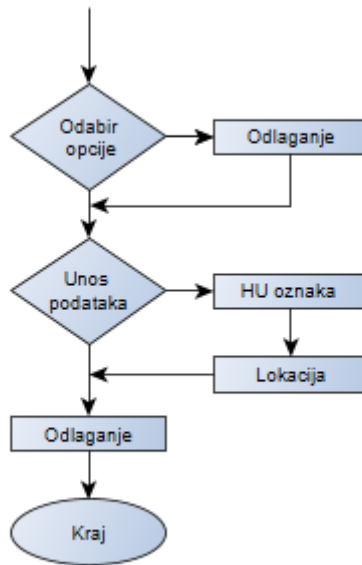 Odabir
opcije
Odlaganje
Unos
podataka
HU oznaka
Lokacija
Odlaganje
Kraj